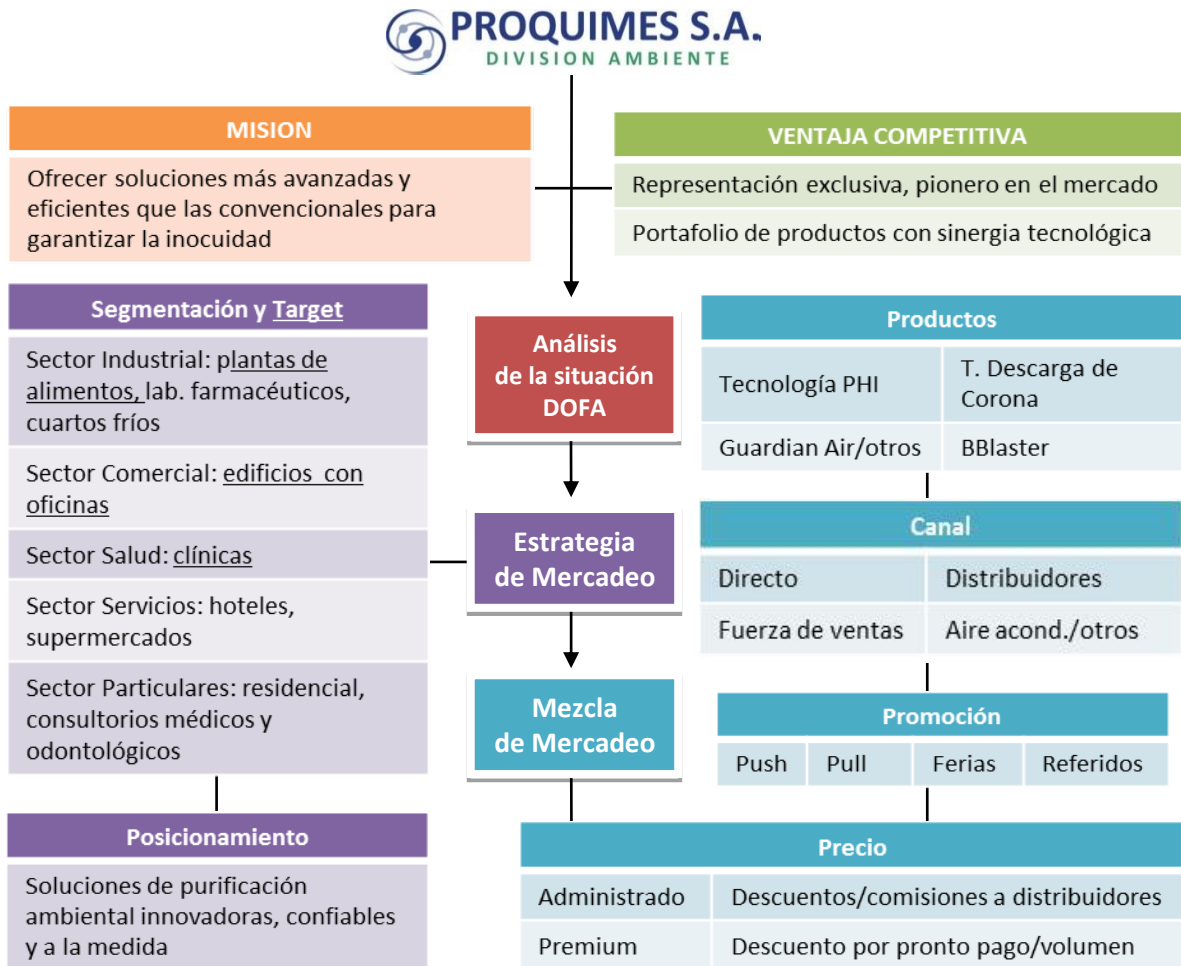 PROQUIMES S.A.
DIVISION AMBIENTE
MISION
Ofrecer soluciones más avanzadas y
eficientes que las convencionales para
garantizar la inocuidad
VENTAJA COMPETITIVA
Representación exclusiva, pionero en el mercado
Portafolio de productos con sinergia tecnológica
Segmentación y Target
Sector Industrial: plantas de
alimentos, lab. farmacéuticos,
cuartos fríos
Sector Comercial: edificios con
oficinas
Sector Salud: clínicas
Sector Servicios: hoteles,
supermercados
Sector Particulares: residencial,
consultorios médicos y
odontológicos
Posicionamiento
Soluciones de purificación
ambiental innovadoras, confiables
y a la medida
Análisis
de la situación
DOFA
Estrategia
de Mercadeo
Mezcla
de Mercadeo
Productos
Tecnología PHI
T. Descarga de
Corona
Guardian Air/otros
BBlaster
Canal
Directo
Distribuidores
Fuerza de ventas
Aire acond./otros
Promoción
Push
Pull
Ferias
Referidos
Precio
Administrado
Descuentos/comisiones a distribuidores
Premium
Descuento por pronto pago/volumen